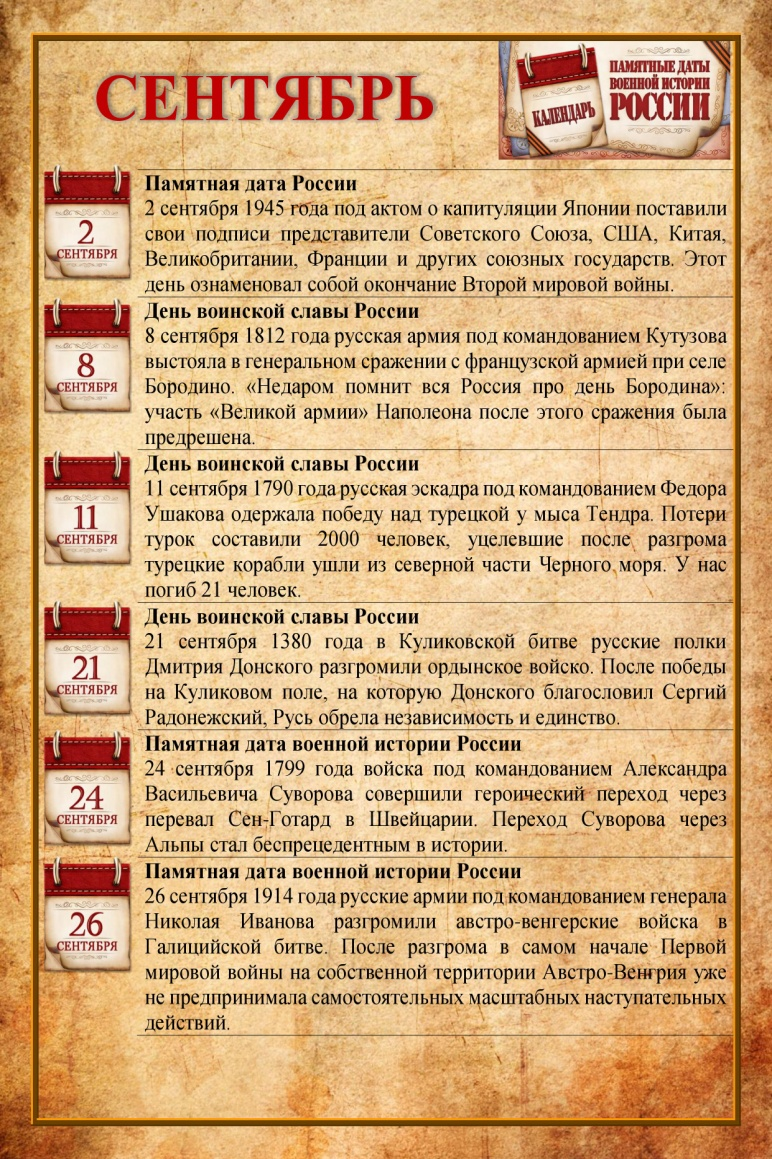 СЕНТЯБРЬ
КАЛЕНДАРЬ
ПАМЯТНЫЕ ДАТЫ
ВОЕННОЙ ИСТОРИИ
РОССИИ
2
СЕНТЯБРЯ
Памятная дата России
2 сентября 1945 года под актом о капитуляции Японии поставили
свои подписи представители Советского Союза, США, Китая,
Великобритании, Франции и других союзных государств. Этот
день ознаменовал собой окончание Второй мировой войны.
8
СЕНТЯБРЯ
День воинской славы России
8 сентября 1812 года русская армия под командованием Кутузова
выстояла в генеральном сражении с французской армией при селе
Бородино. «Недаром помнит вся Россия про день Бородина»:
участь «Великой армии» Наполеона после этого сражения была
предрешена.
11
СЕНТЯБРЯ
День воинской славы России
11 сентября 1790 года русская эскадра под командованием Федора
Ушакова одержала победу над турецкой у мыса Тендра. Потери
турок составили 2000 человек, уцелевшие после разгрома
турецкие корабли ушли из северной части Черного моря. У нас
погиб 21 человек.
21
СЕНТЯБРЯ
День воинской славы России
21 сентября 1380 года в Куликовской битве русские полки
Дмитрия Донского разгромили ордынское войско. После победы
на Куликовом поле, на которую Донского благословил Сергий
Радонежский, Русь обрела независимость и единство.
24
СЕНТЯБРЯ
Памятная дата военной истории России
24 сентября 1799 года войска под командованием Александра
Васильевича Суворова совершили героический переход через
перевал Сен-Готард в Швейцарии. Переход Суворова через
Альпы стал беспрецедентным в истории.
26
СЕНТЯБРЯ
Памятная дата военной истории России
26 сентября 1914 года русские армии под командованием генерала
Николая Иванова разгромили австро-венгерские войска в
Галицийской битве. После разгрома в самом начале Первой
мировой войны на собственной территории Австро-Венгрия уже
не предпринимала самостоятельных масштабных наступательных
действий.